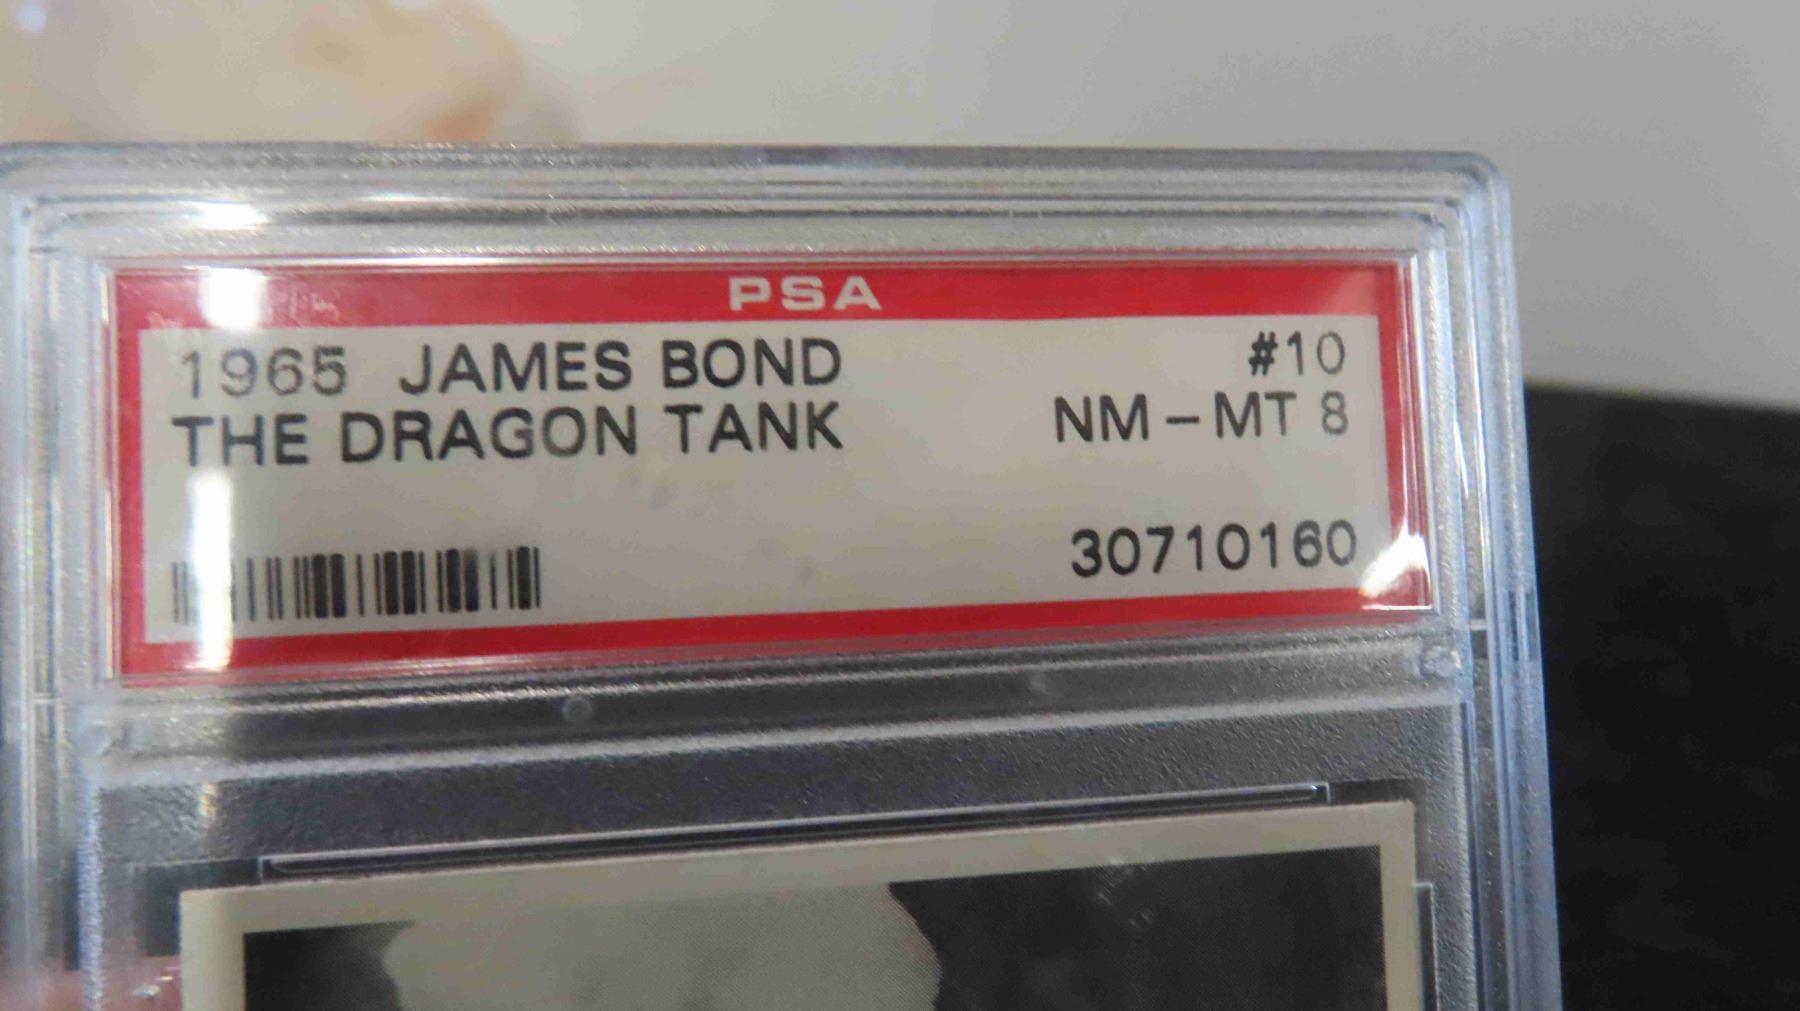 PSA
1965 JAMES BOND #10
THE DRAGON TANK NM-MT 8
30710160